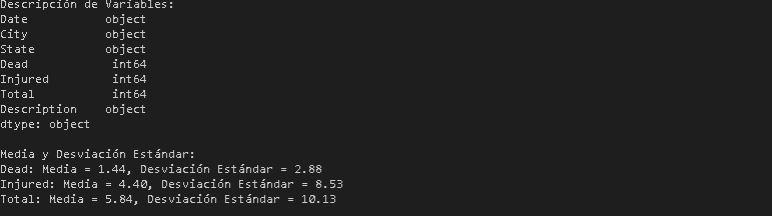 Descripción de Variables:
Date           object
City           object
State          object
Dead            int64
Injured         int64
Total           int64
Description    object
dtype: object

Media y Desviación Estándar:
Dead: Media = 1.44, Desviación Estándar = 2.88
Injured: Media = 4.40, Desviación Estándar = 8.53
Total: Media = 5.84, Desviación Estándar = 10.13